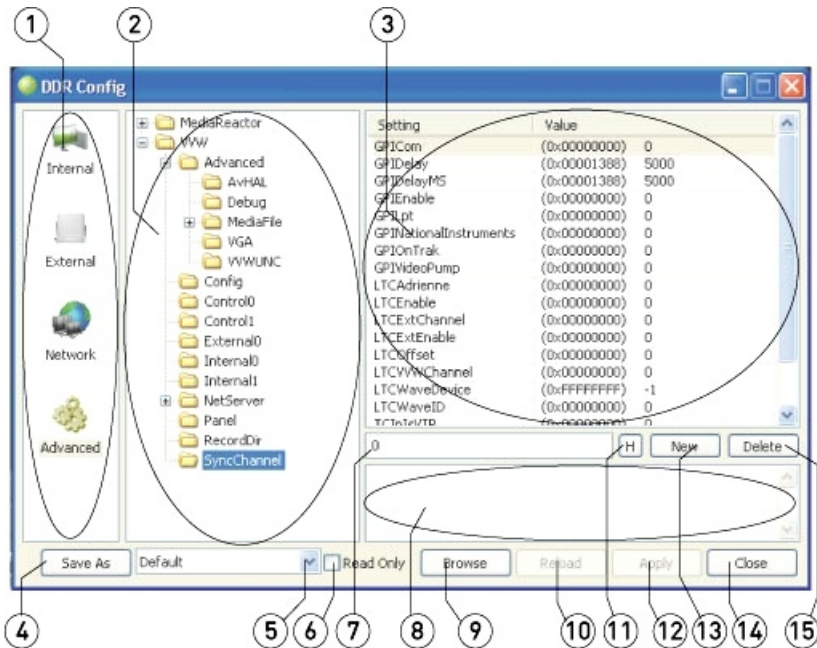 1
2
3
DDR Config
Internal
External
Network
Advanced
MediaReactor
VVW
Advanced
AvHAL
Debug
MediaFile
VGA
VVWUNC
Config
Control0
Control1
External0
Internal0
Internal1
NetServer
Panel
RecordDir
SyncChannel
Setting Value
GPICom (0x00000000) 0
GPIDelay (0x00001388) 5000
GPIDelayMS (0x00001388) 5000
GPIEnable (0x00000000) 0
GPILpt (0x00000000) 0
GPINationalInstruments (0x00000000) 0
GPIOnTrak (0x00000000) 0
GPIVideoPump (0x00000000) 0
LTCAdrienne (0x00000000) 0
LTCEnable (0x00000000) 0
LTCExtChannel (0x00000000) 0
LTCExtEnable (0x00000000) 0
LTCOffset (0x00000000) 0
LTCVVWChannel (0x00000000) 0
LTCWaveDevice (0xFFFFFFFF) -1
LTCWaveID (0x00000000) 0
(0x00000000) 0
0
H New Delete
Save As Default Read Only Browse Reload Apply Close
4 5 6 7 8 9 10 11 12 13 14 15